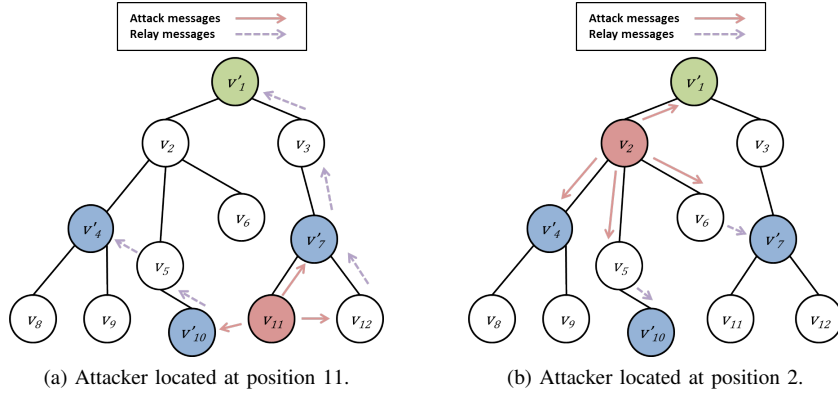 Attack messages
Relay messages
v'1
v2
v3
v'4
v5
v6
v'7
v8
v9
v'10
v11
v12
(a) Attacker located at position 11.
Attack messages
Relay messages
v'1
v2
v3
v'4
v5
v6
v'7
v8
v9
v'10
v11
v12
(b) Attacker located at position 2.